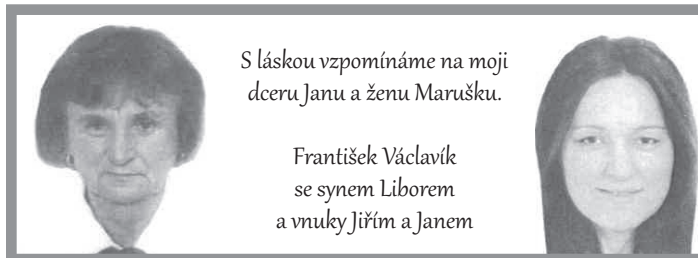 S láskou vzpomínáme na moji
dceru Janu a ženu Marušku.
František Václavík
se synem Liborem
a vnuky Jiřím a Janem